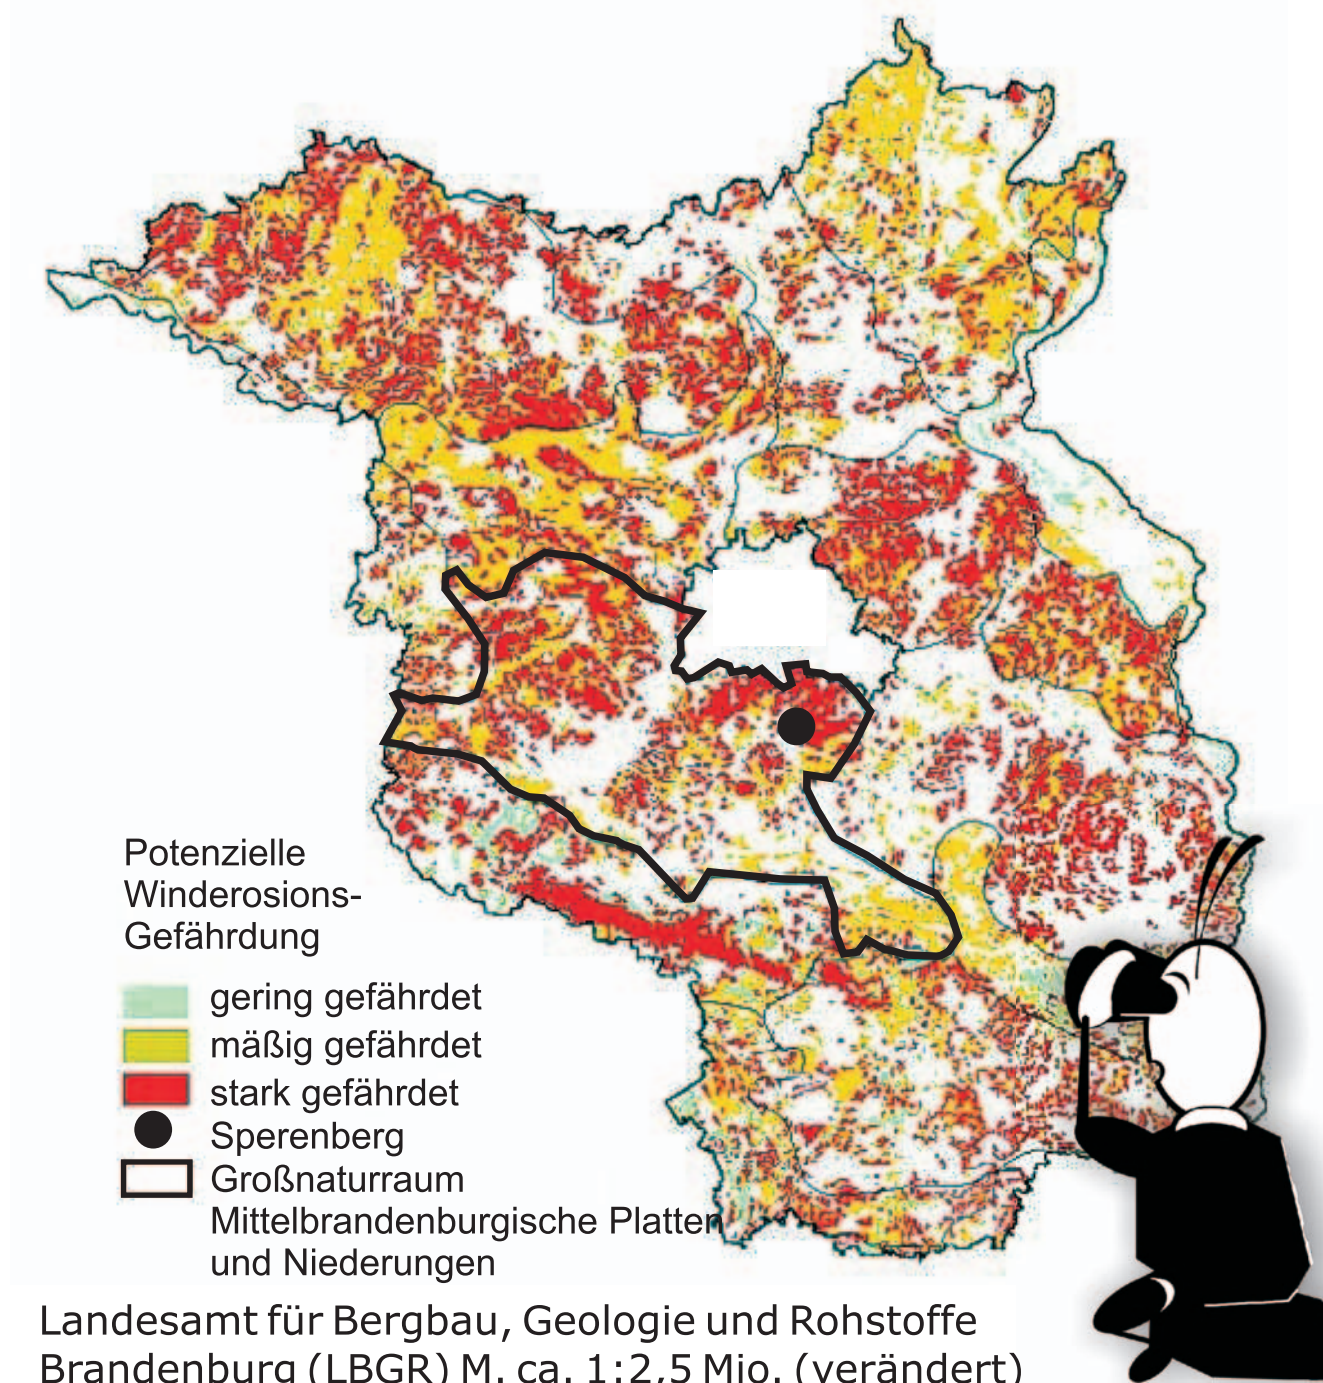 Potenzielle
Winderosions-
Gefährdung
gering gefährdet
mäßig gefährdet
stark gefährdet
Sperenberg
Großnaturraum
Mittelbrandenburgische Platten
und Niederungen
Landesamt für Bergbau, Geologie und Rohstoffe
Brandenburg (LBGR) M. ca. 1:2,5 Mio. (verändert)